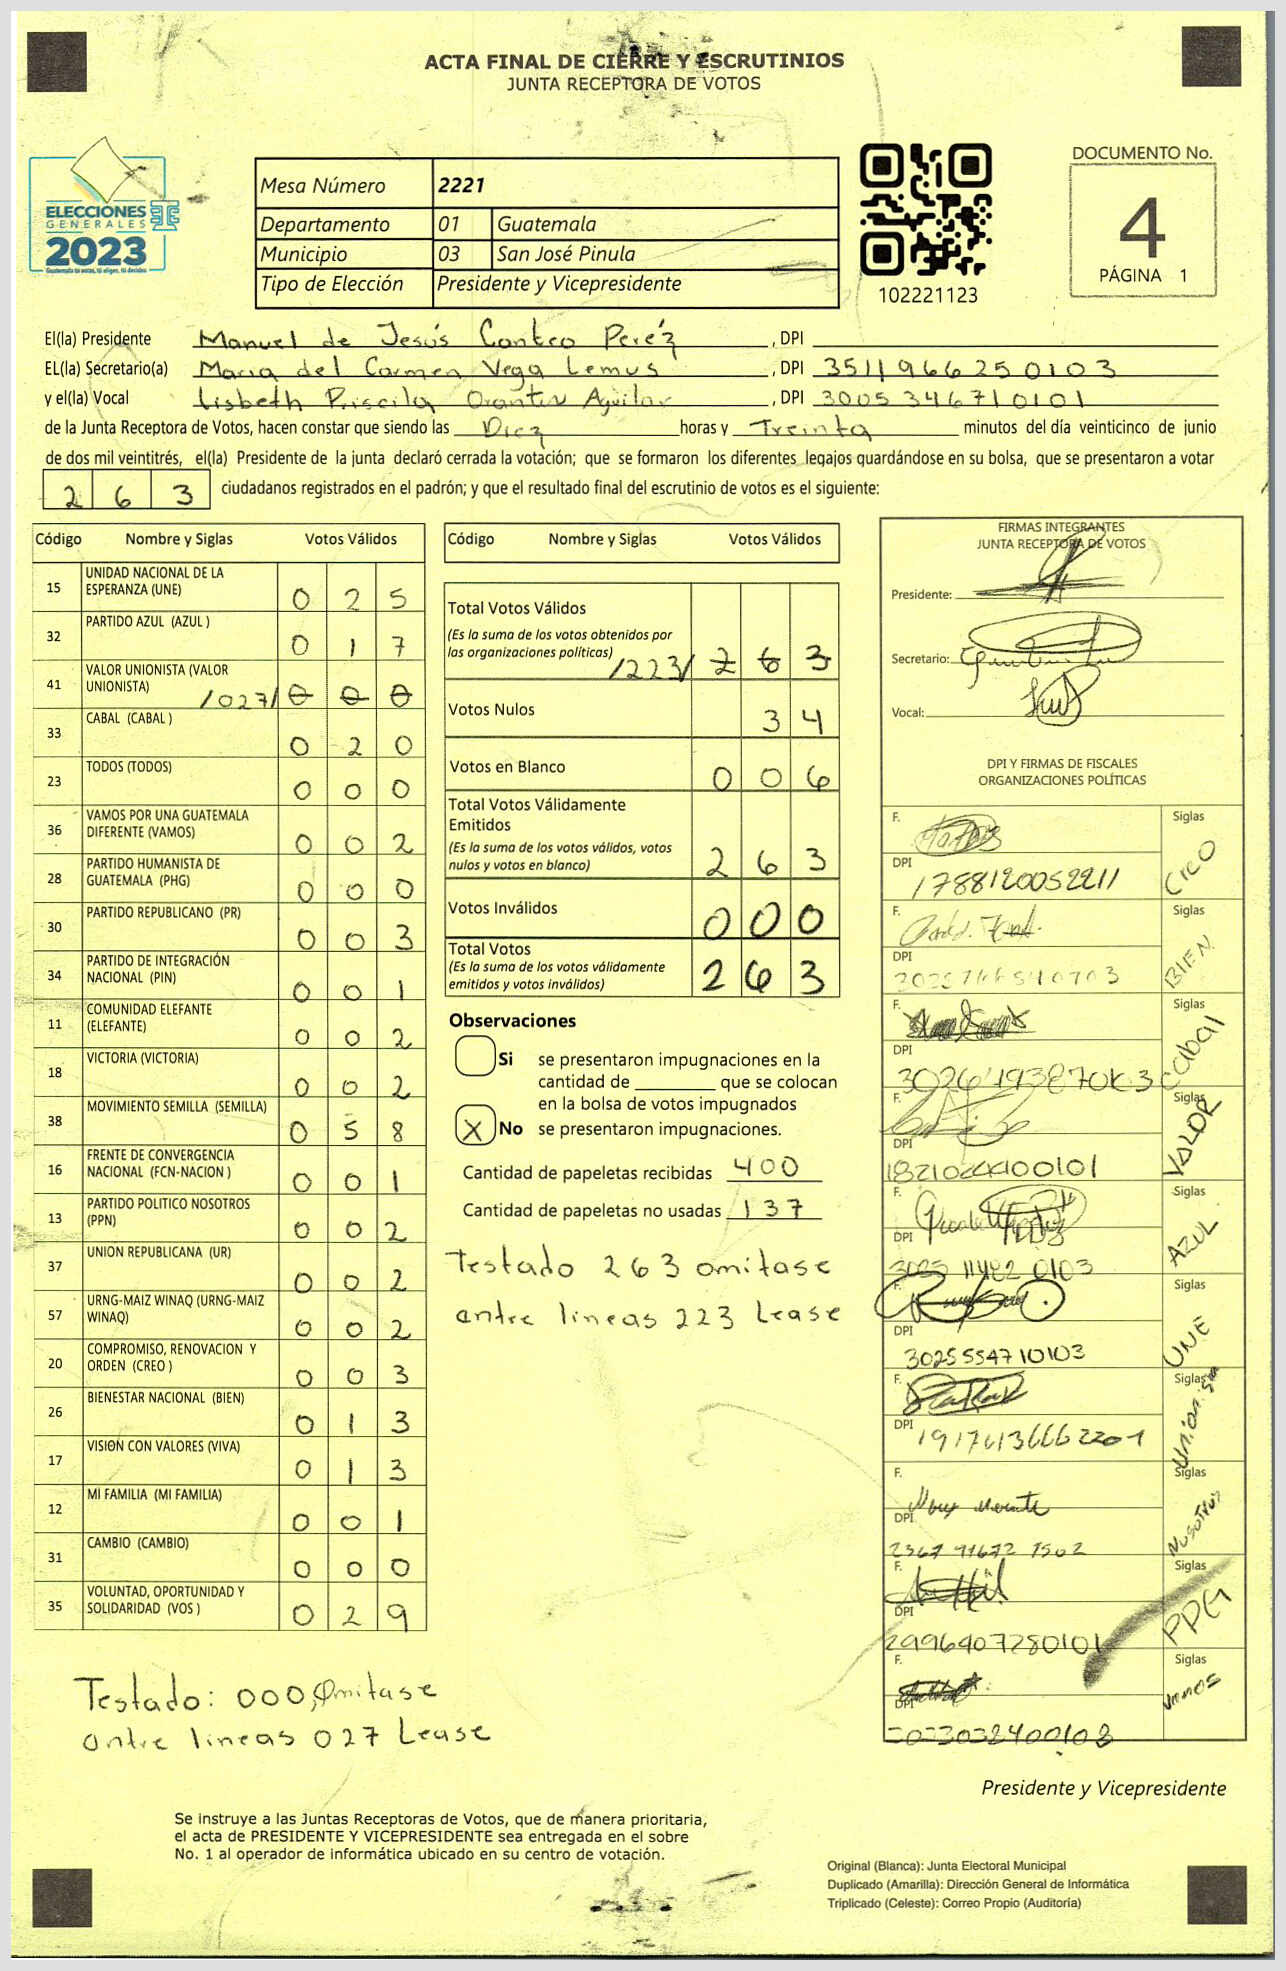 ACTA FINAL DE CIERRE Y ESCRUTINIOS
JUNTA RECEPTORA DE VOTOS
ELECCIONES
GENERALES
2023
Mesa Número 2221
Departamento 01 Guatemala
Municipio 03 San José Pinula
Tipo de Elección Presidente y Vicepresidente
102221123
DOCUMENTO No.
4
PÁGINA 1
El(la) Presidente Manuel de Jesús Contreo Peréz , DPI
EL(la) Secretario(a) Maria del Carmen Vega Lemus , DPI 3511966250103
y el(la) Vocal Lisbeth Priscila Orantes Aguilar , DPI 3005346710101
de la Junta Receptora de Votos, hacen constar que siendo las Diez horas y Treinta minutos del día veinticinco de junio
de dos mil veintitrés, el(la) Presidente de la junta declaró cerrada la votación; que se formaron los diferentes legajos guardándose en su bolsa, que se presentaron a votar
2 6 3 ciudadanos registrados en el padrón; y que el resultado final del escrutinio de votos es el siguiente:
Código Nombre y Siglas Votos Válidos
15 UNIDAD NACIONAL DE LA ESPERANZA (UNE) 0 2 5
32 PARTIDO AZUL (AZUL ) 0 1 7
41 VALOR UNIONISTA (VALOR UNIONISTA) /027/ 0 0 0
33 CABAL (CABAL ) 0 2 0
23 TODOS (TODOS) 0 0 0
36 VAMOS POR UNA GUATEMALA DIFERENTE (VAMOS) 0 0 2
28 PARTIDO HUMANISTA DE GUATEMALA (PHG) 0 0 0
30 PARTIDO REPUBLICANO (PR) 0 0 3
34 PARTIDO DE INTEGRACIÓN NACIONAL (PIN) 0 0 1
11 COMUNIDAD ELEFANTE (ELEFANTE) 0 0 2
18 VICTORIA (VICTORIA) 0 0 2
38 MOVIMIENTO SEMILLA (SEMILLA) 0 5 8
16 FRENTE DE CONVERGENCIA NACIONAL (FCN-NACION ) 0 0 1
13 PARTIDO POLITICO NOSOTROS (PPN) 0 0 2
37 UNION REPUBLICANA (UR) 0 0 2
57 URNG-MAIZ WINAQ (URNG-MAIZ WINAQ) 0 0 2
20 COMPROMISO, RENOVACION Y ORDEN (CREO ) 0 0 3
26 BIENESTAR NACIONAL (BIEN) 0 1 3
17 VISION CON VALORES (VIVA) 0 1 3
12 MI FAMILIA (MI FAMILIA) 0 0 1
31 CAMBIO (CAMBIO) 0 0 0
35 VOLUNTAD, OPORTUNIDAD Y SOLIDARIDAD (VOS ) 0 2 9
Testado: 000, Omitase
entre lineas 027 Lease
Código Nombre y Siglas Votos Válidos
Total Votos Válidos
(Es la suma de los votos obtenidos por
las organizaciones políticas) /223/ 2 6 3
Votos Nulos 3 4
Votos en Blanco 0 0 6
Total Votos Válidamente
Emitidos
(Es la suma de los votos válidos, votos
nulos y votos en blanco) 2 6 3
Votos Inválidos 0 0 0
Total Votos
(Es la suma de los votos válidamente
emitidos y votos inválidos) 2 6 3
Observaciones
Si se presentaron impugnaciones en la
cantidad de ________ que se colocan
en la bolsa de votos impugnados
X No se presentaron impugnaciones.
Cantidad de papeletas recibidas 400
Cantidad de papeletas no usadas 137
Testado 263 omitase
entre lineas 223 Lease
FIRMAS INTEGRANTES
JUNTA RECEPTORA DE VOTOS
Presidente:
Secretario:
Vocal:
DPI Y FIRMAS DE FISCALES
ORGANIZACIONES POLÍTICAS
F. Siglas Creo
DPI 1788120052211
F. Siglas BIEN
DPI
F. Siglas Cabal
DPI
F. Siglas VALOR
DPI
F. Siglas AZUL
DPI
F. Siglas UNE
DPI 3025554710103
F. Siglas
DPI
F. Siglas Nosotros
DPI
F. Siglas
DPI 2996407280101
F. Siglas Vamos
DPI
Presidente y Vicepresidente
Se instruye a las Juntas Receptoras de Votos, que de manera prioritaria,
el acta de PRESIDENTE Y VICEPRESIDENTE sea entregada en el sobre
No. 1 al operador de informática ubicado en su centro de votación.
Original (Blanca): Junta Electoral Municipal
Duplicado (Amarilla): Dirección General de Informática
Triplicado (Celeste): Correo Propio (Auditoría)